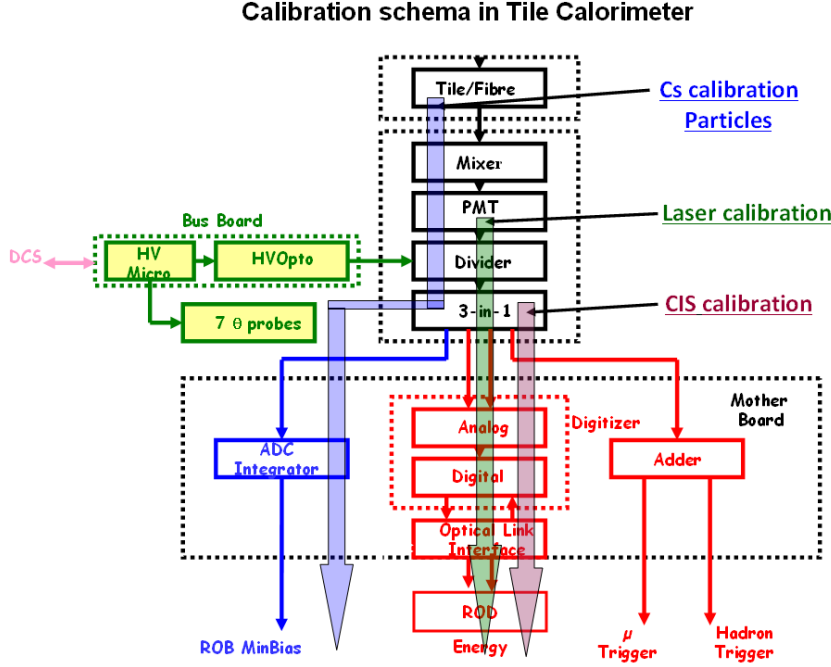 Calibration schema in Tile Calorimeter
Tile/Fibre
Cs calibration
Particles
Mixer
PMT
Laser calibration
Bus Board
DCS
HV
Micro
HVOpto
Divider
7 θ probes
3-in-1
CIS calibration
Mother
Board
Analog
Digitizer
ADC
Integrator
Digital
Adder
Optical Link
Interface
ROD
Energy
ROB MinBias
μ
Trigger
Hadron
Trigger